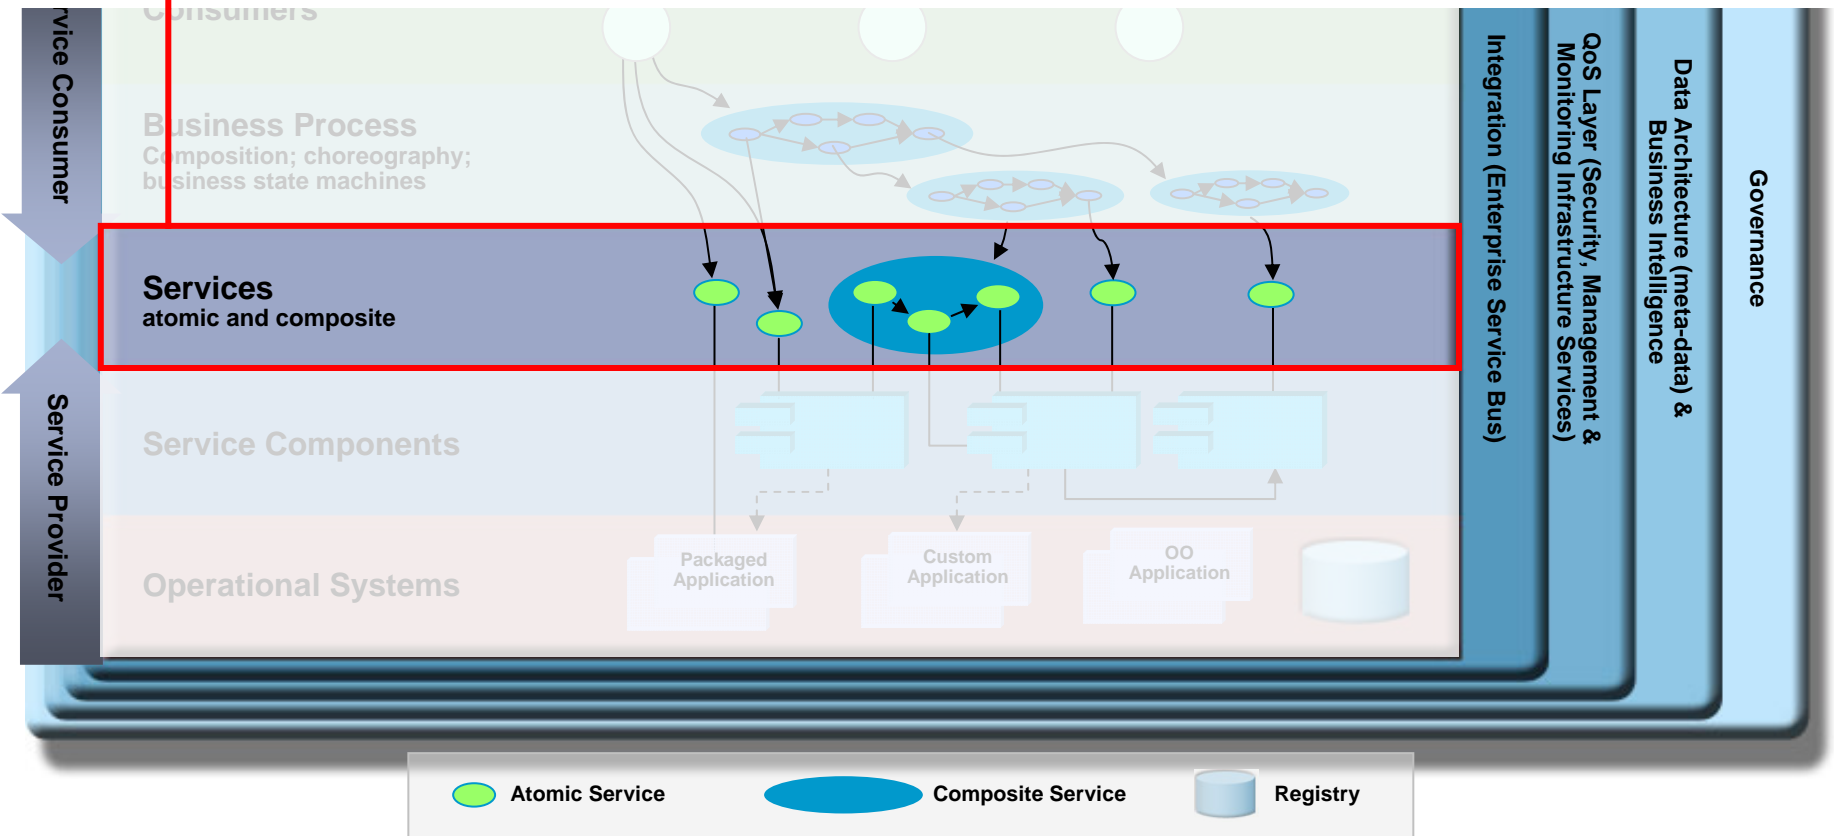 Consumers
Business Process
Composition; choreography;
business state machines
Services
atomic and composite
Service Components
Operational Systems
Packaged
Application
Custom
Application
OO
Application
Consumer
Service Provider
Integration (Enterprise Service Bus)
QoS Layer (Security, Management &
Monitoring Infrastructure Services)
Data Architecture (meta-data) &
Business Intelligence
Governance
Atomic Service
Composite Service
Registry